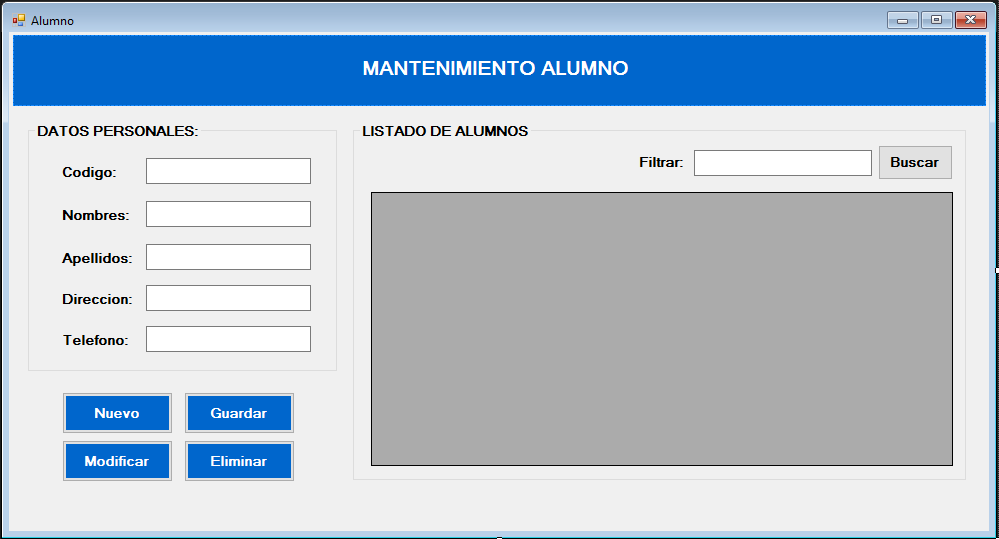 Alumno
MANTENIMIENTO ALUMNO
DATOS PERSONALES:
Codigo:
Nombres:
Apellidos:
Direccion:
Telefono:
Nuevo
Guardar
Modificar
Eliminar
LISTADO DE ALUMNOS
Filtrar:
Buscar